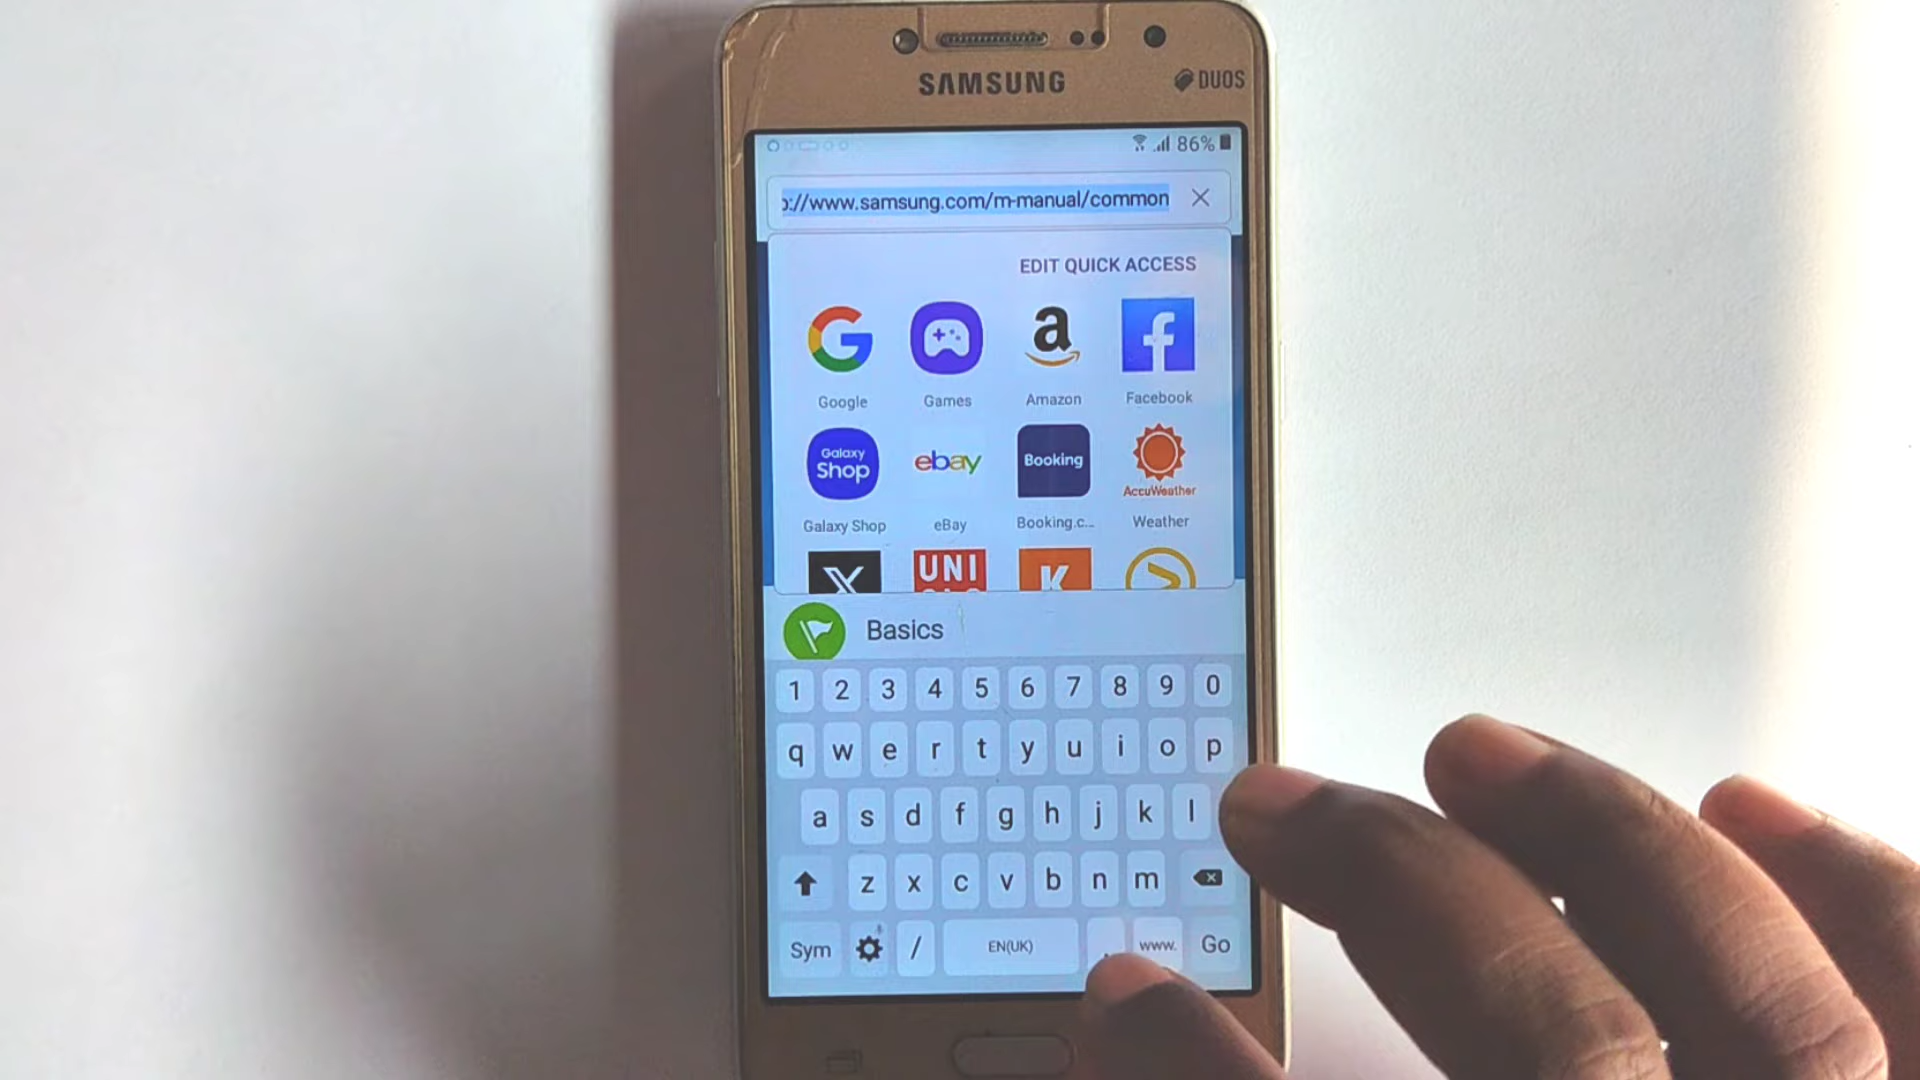 SAMSUNG
DUOS
86%
p://www.samsung.com/m-manual/common
EDIT QUICK ACCESS
a
f
Google
Games
Amazon
Facebook
Galaxy
Shop
ebay
Booking
AccuWeather
Galaxy Shop
eBay
Booking.c...
Weather
X
UNI
K
Basics
1 2 3 4 5 6 7 8 9 0
q w e r t y u i o p
a s d f g h j k l
z x c v b n m
Sym / EN(UK) . www. Go